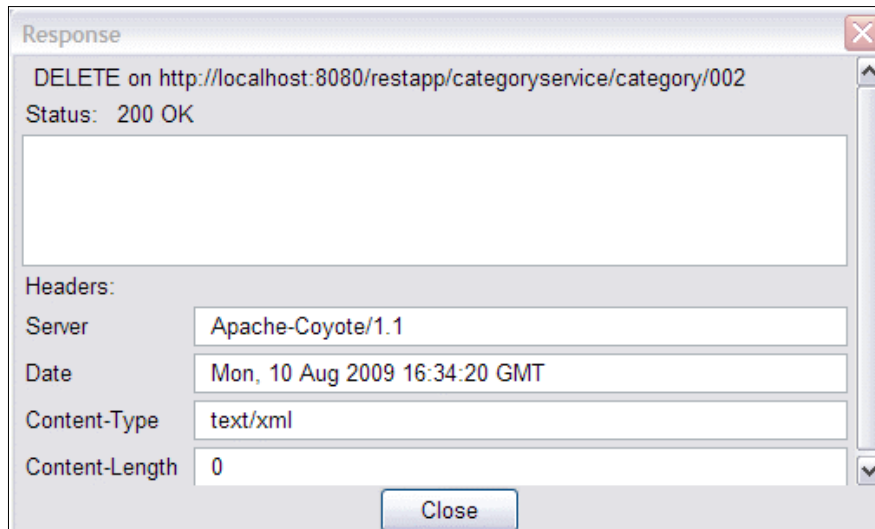 Response
DELETE on http://localhost:8080/restapp/categoryservice/category/002
Status: 200 OK
Headers:
Server Apache-Coyote/1.1
Date Mon, 10 Aug 2009 16:34:20 GMT
Content-Type text/xml
Content-Length 0
Close